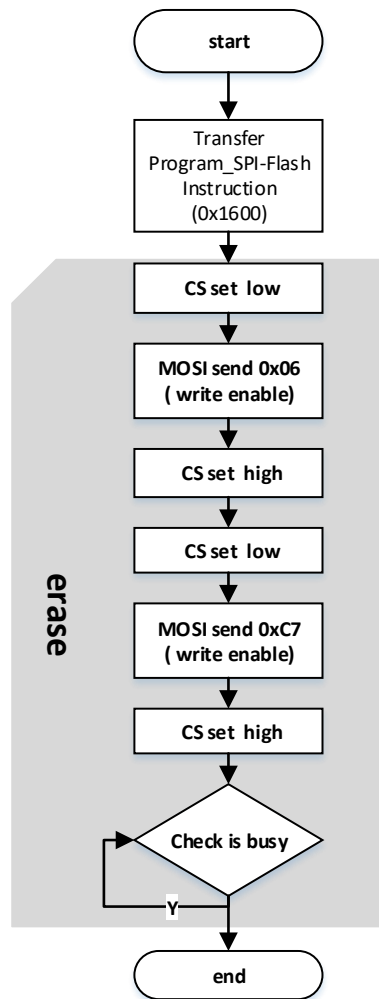 start
Transfer
Program_SPI-Flash
Instruction
(0x1600)
CS set low
MOSI send 0x06
( write enable)
CS set high
CS set low
MOSI send 0xC7
( write enable)
CS set high
erase
Check is busy
Y
end